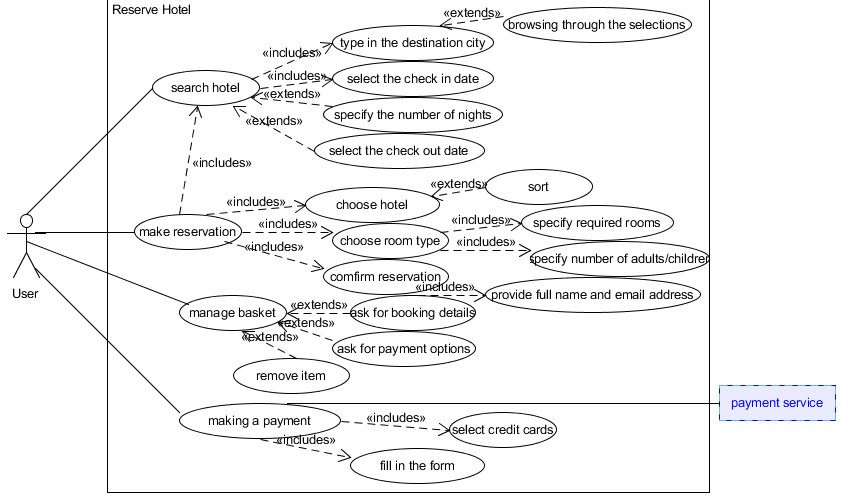 Reserve Hotel
«extends»
browsing through the selections
«includes»
type in the destination city
search hotel
«includes»
select the check in date
«extends»
specify the number of nights
«extends»
select the check out date
«includes»
«extends»
sort
«includes»
choose hotel
make reservation
«includes»
choose room type
«includes»
specify required rooms
«includes»
comfirm reservation
«includes»
specify number of adults/children
User
«includes»
provide full name and email address
manage basket
«extends»
ask for booking details
«extends»
ask for payment options
«extends»
remove item
payment service
making a payment
«includes»
select credit cards
«includes»
fill in the form